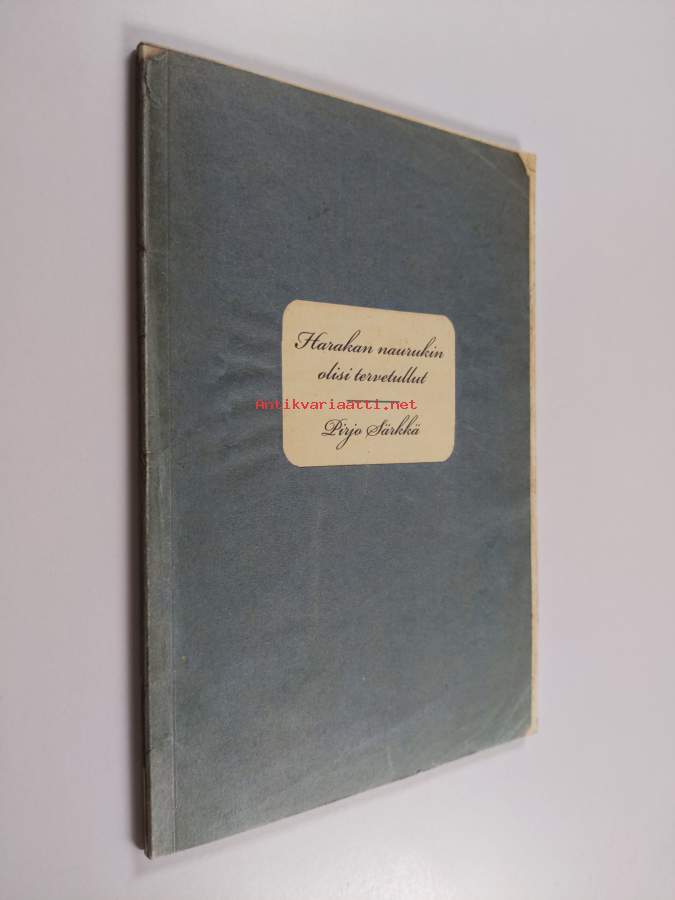 Harakan naurukin
olisi tervetullut
Antikvariaatti.net
Pirjo Särkkä